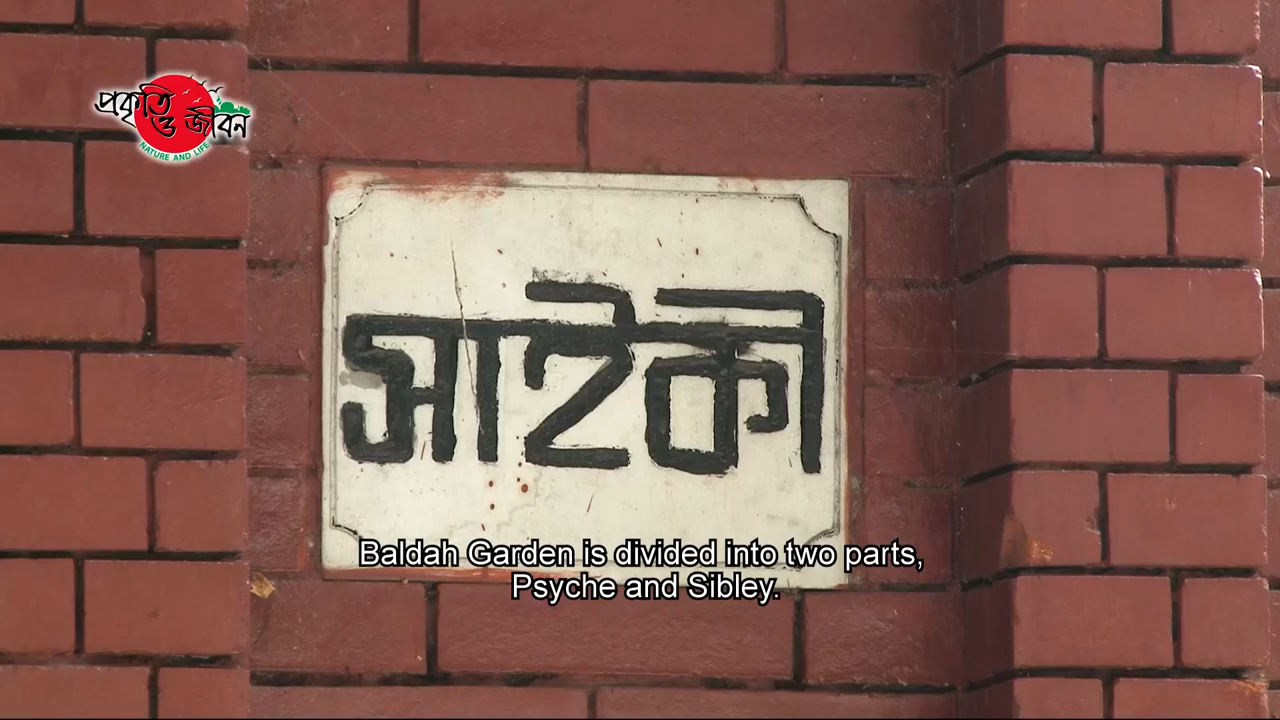 প্রকৃতি
ও জীবন
NATURE AND LIFE
সাইকী
Baldah Garden is divided into two parts,
Psyche and Sibley.